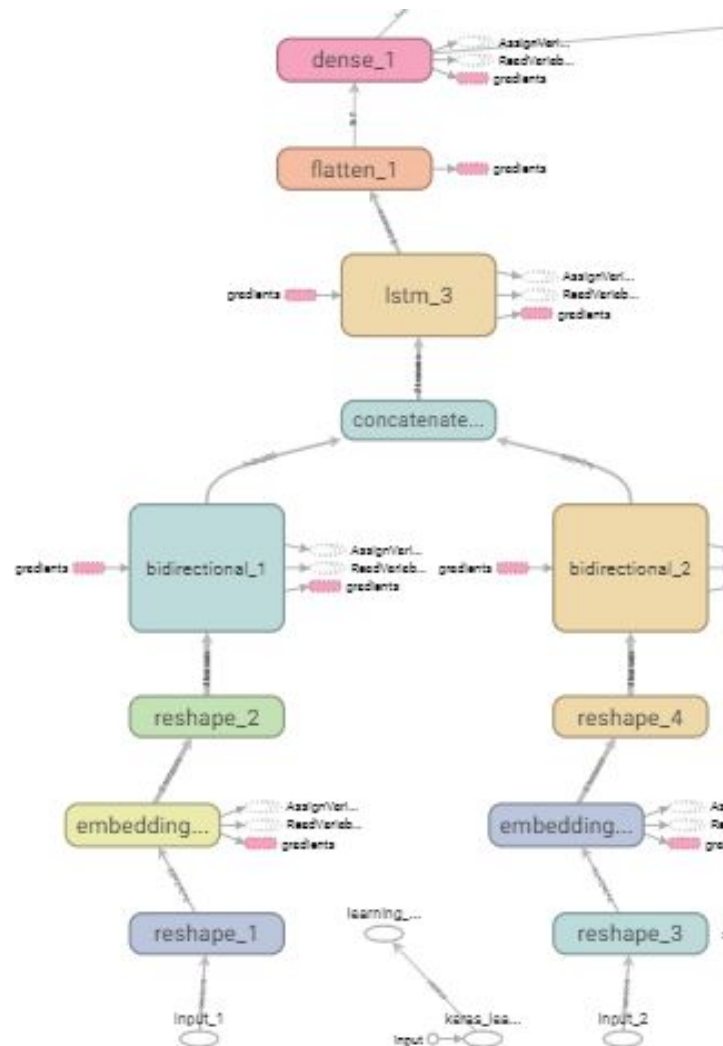 dense_1
AssignVari...
ReadVariab...
gradients
flatten_1
gradients
gradients
lstm_3
AssignVari...
ReadVariab...
gradients
concatenate...
gradients
bidirectional_1
AssignVari...
ReadVariab...
gradients
gradients
bidirectional_2
reshape_2
reshape_4
embedding...
AssignVari...
ReadVariab...
gradients
embedding...
reshape_1
learning_...
reshape_3
input_1
input
keras_lea...
input_2